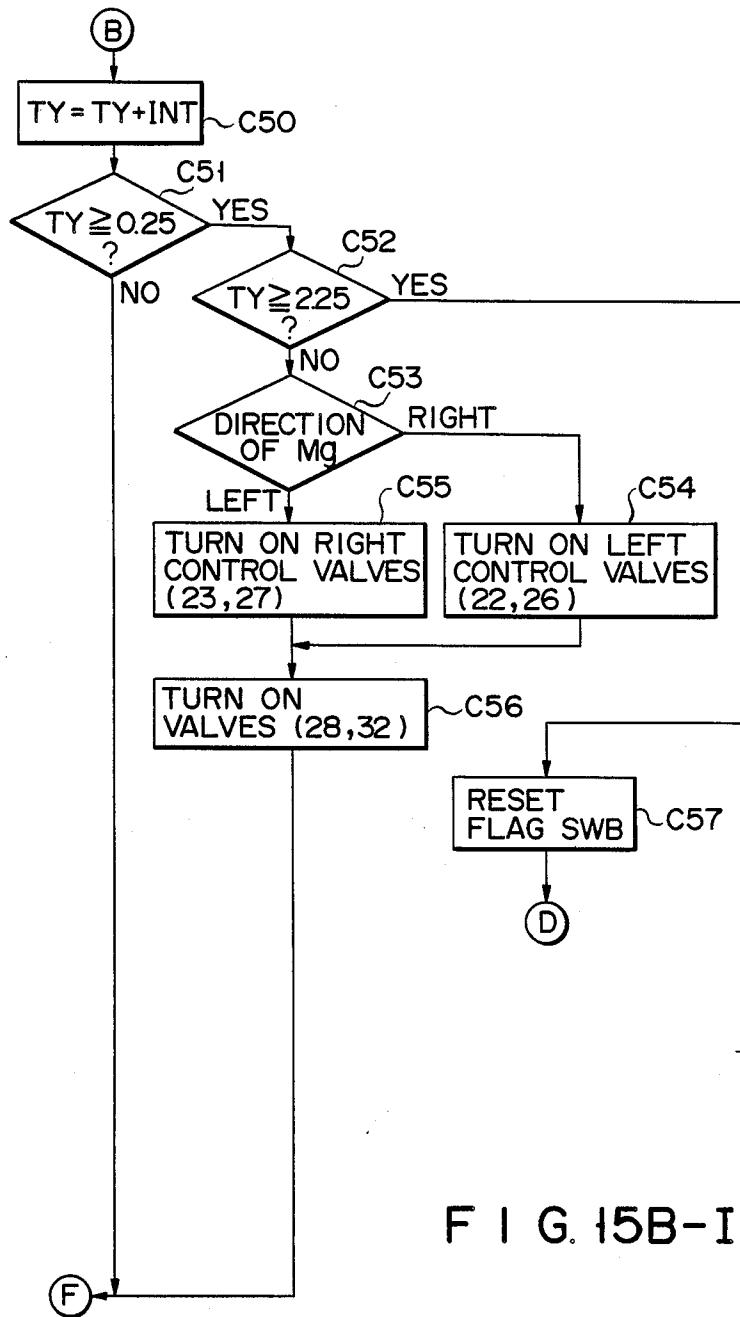 B
TY = TY+INT
C50
C51
TY ≧ 0.25
?
YES
NO
C52
TY ≧ 2.25
?
YES
NO
C53
DIRECTION
OF Mg
RIGHT
LEFT
C55
C54
TURN ON RIGHT
CONTROL VALVES
(23,27)
TURN ON LEFT
CONTROL VALVES
(22,26)
TURN ON
VALVES (28,32)
C56
RESET
FLAG SWB
C57
D
F
FIG. 15B-I